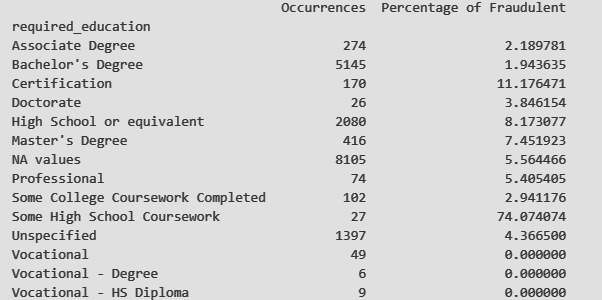 Occurrences Percentage of Fraudulent
required_education
Associate Degree 274 2.189781
Bachelor's Degree 5145 1.943635
Certification 170 11.176471
Doctorate 26 3.846154
High School or equivalent 2080 8.173077
Master's Degree 416 7.451923
NA values 8105 5.564466
Professional 74 5.405405
Some College Coursework Completed 102 2.941176
Some High School Coursework 27 74.074074
Unspecified 1397 4.366500
Vocational 49 0.000000
Vocational - Degree 6 0.000000
Vocational - HS Diploma 9 0.000000